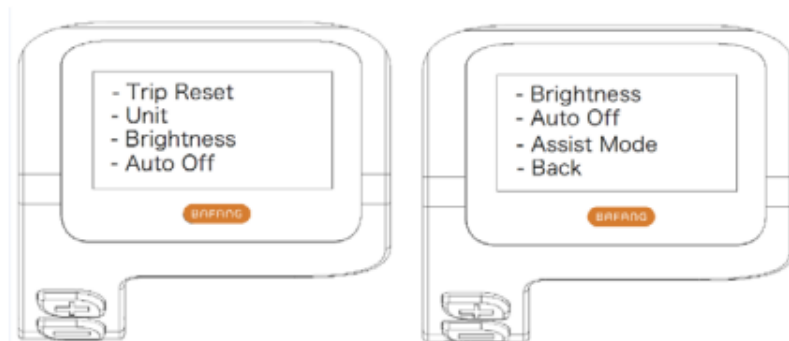 - Trip Reset
- Unit
- Brightness
- Auto Off
BAFANG
- Brightness
- Auto Off
- Assist Mode
- Back
BAFANG